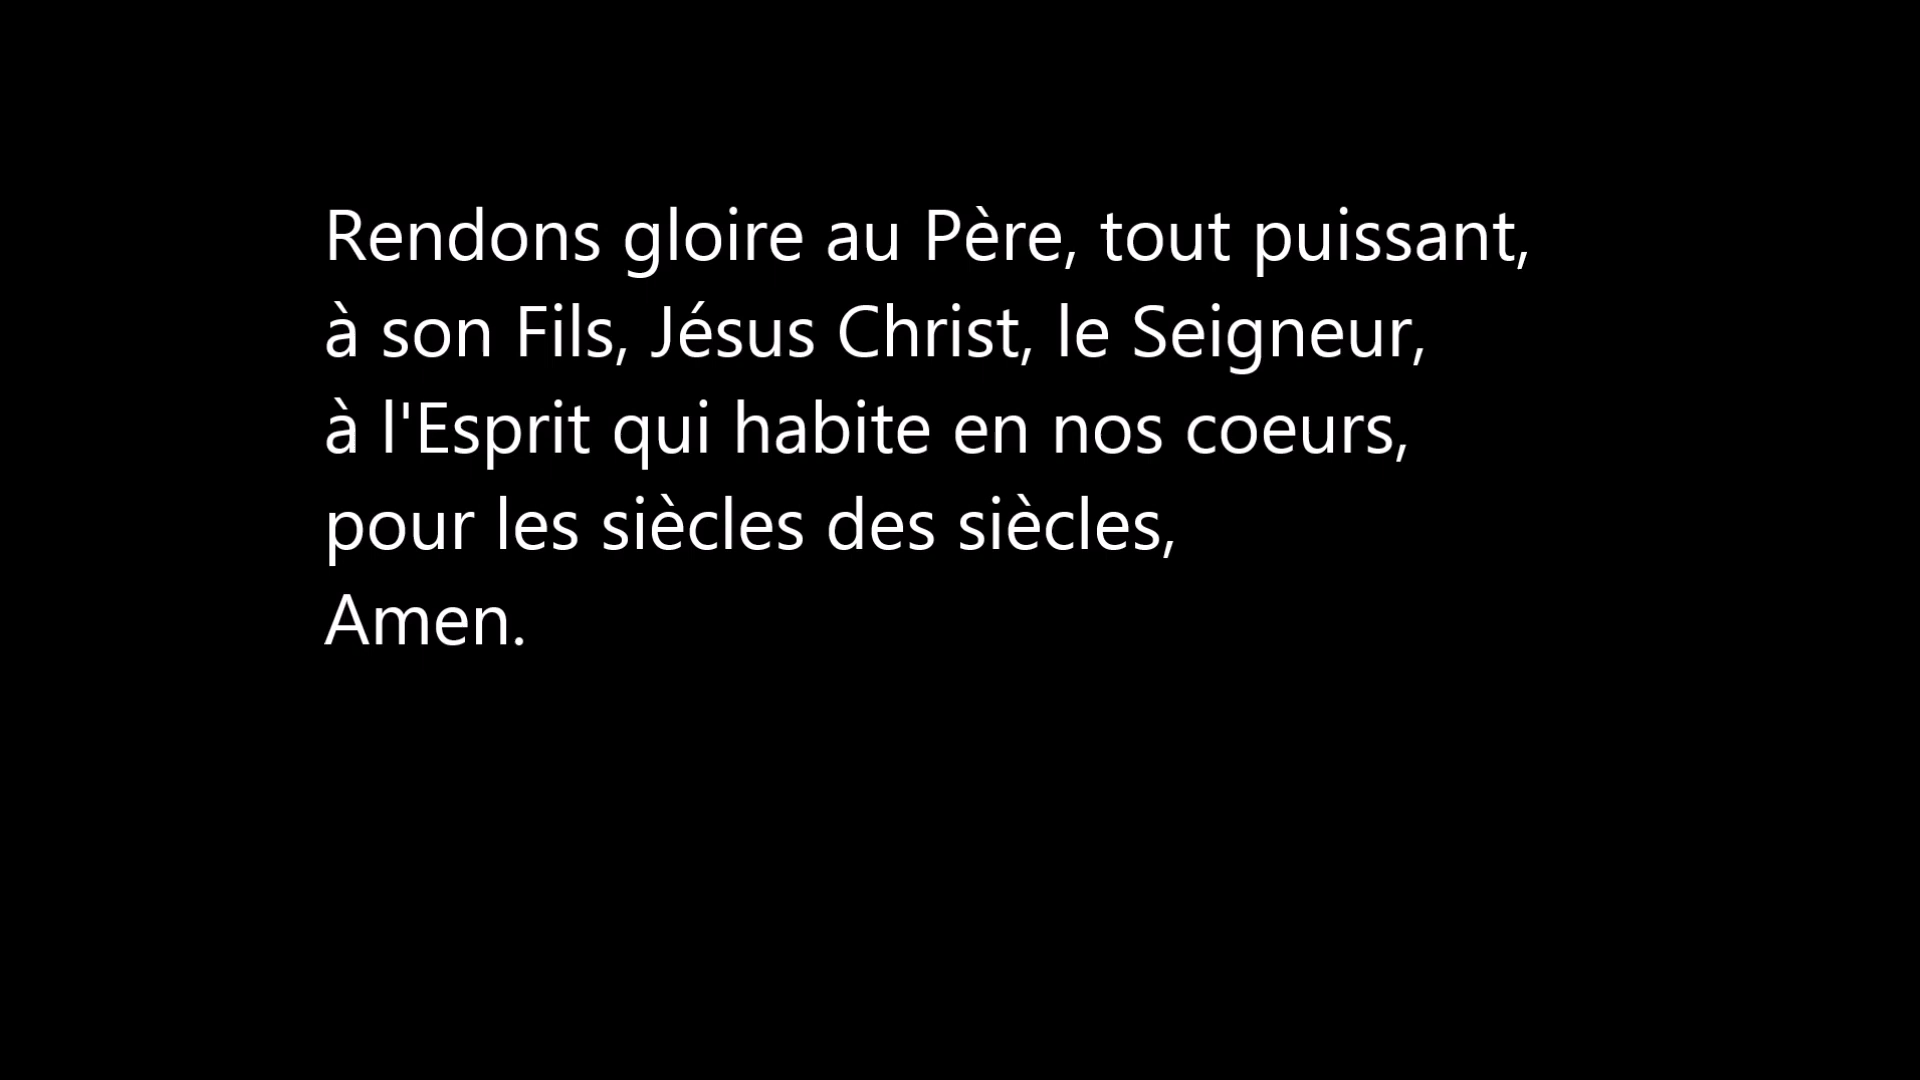 Rendons gloire au Père, tout puissant,
à son Fils, Jésus Christ, le Seigneur,
à l'Esprit qui habite en nos coeurs,
pour les siècles des siècles,
Amen.